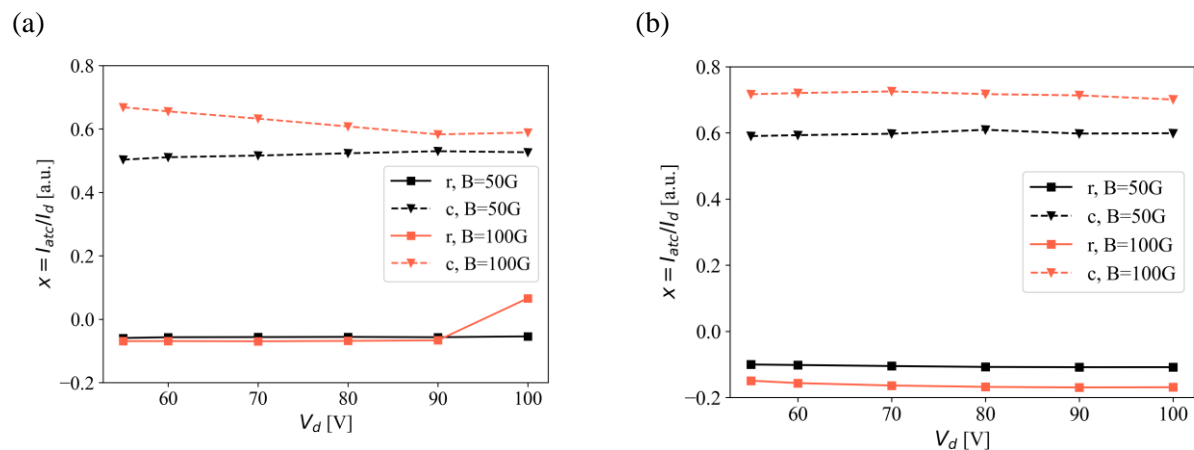 (a)
0.8
0.6
0.4
0.2
0.0
−0.2
x = I_atc/I_d [a.u.]
r, B=50G
c, B=50G
r, B=100G
c, B=100G
60 70 80 90 100
V_d [V]
(b)
0.8
0.6
0.4
0.2
0.0
−0.2
x = I_atc/I_d [a.u.]
r, B=50G
c, B=50G
r, B=100G
c, B=100G
60 70 80 90 100
V_d [V]